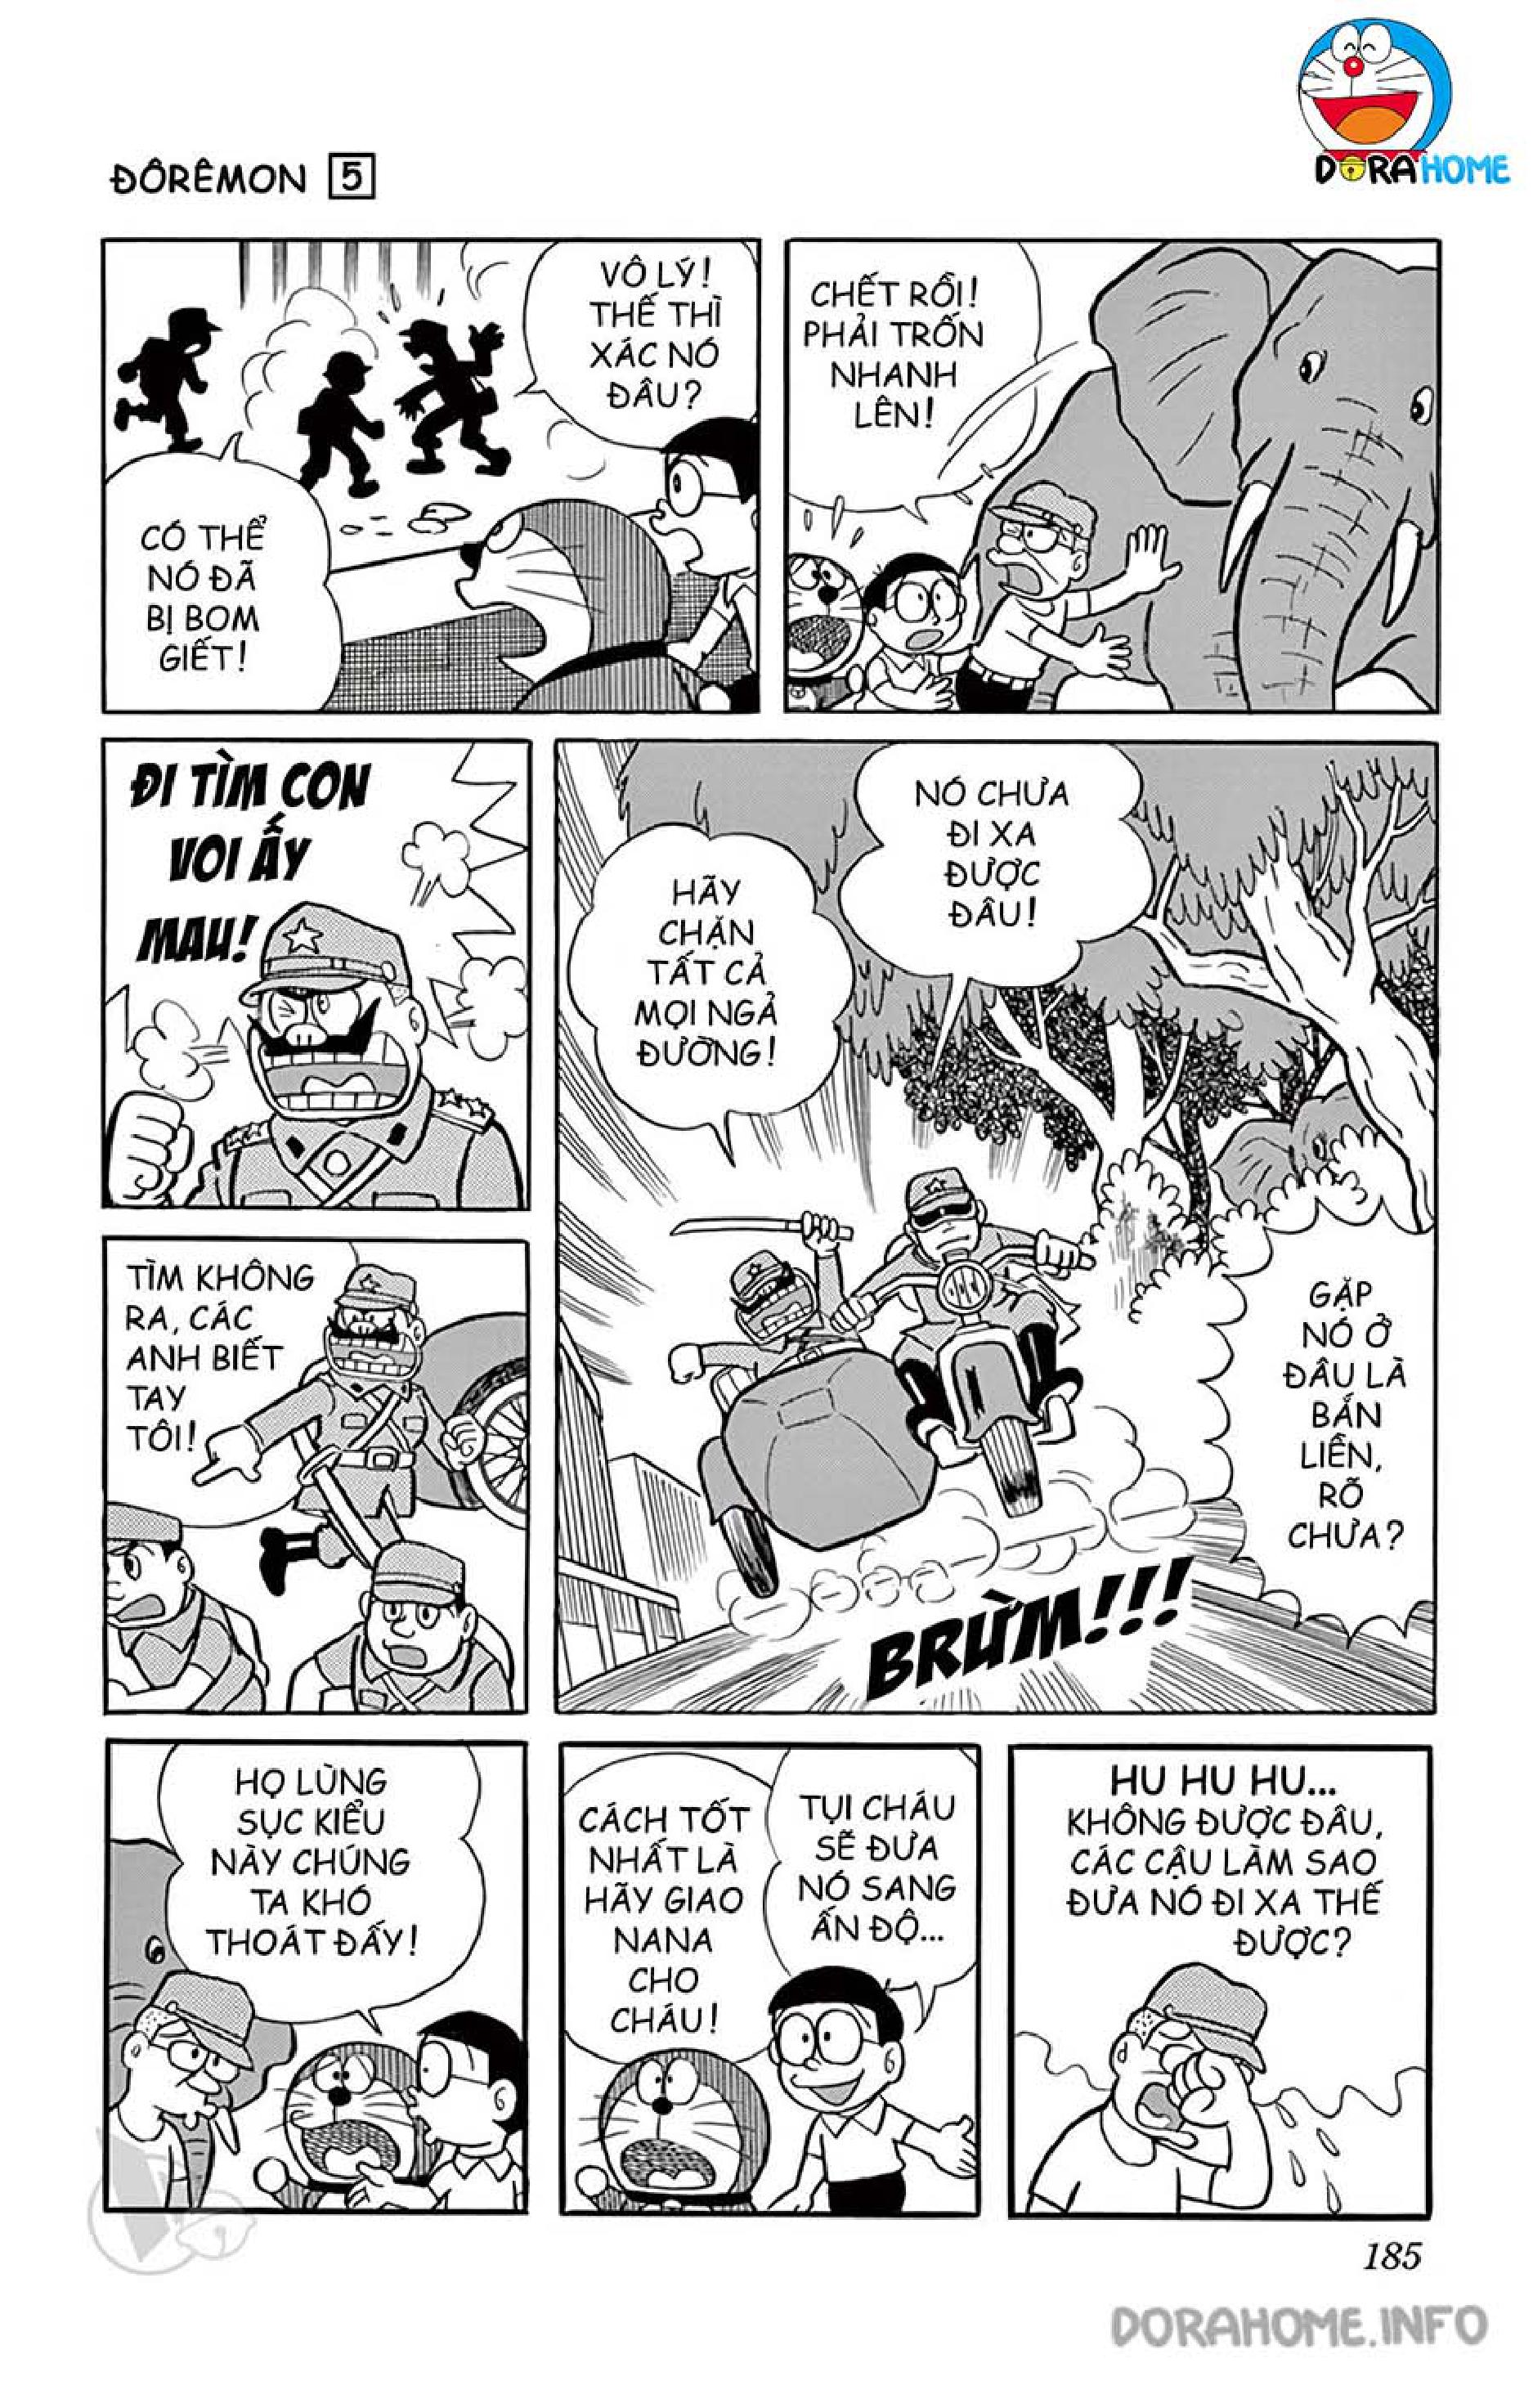 DORAHOME
ĐÔRÊMON 5
VÔ LÝ!
THẾ THÌ
XÁC NÓ
ĐÂU?
CÓ THỂ
NÓ ĐÃ
BỊ BOM
GIẾT!
CHẾT RỒI!
PHẢI TRỐN
NHANH
LÊN!
ĐI TÌM CON
VOI ẤY
MAU!
TÌM KHÔNG
RA, CÁC
ANH BIẾT
TAY
TÔI!
HÃY
CHẶN
TẤT CẢ
MỌI NGẢ
ĐƯỜNG!
NÓ CHƯA
ĐI XA
ĐƯỢC
ĐÂU!
GẶP
NÓ Ở
ĐÂU LÀ
BẮN
LIỀN,
RÕ
CHƯA?
BRỪM!!!
HỌ LÙNG
SỤC KIỂU
NÀY CHÚNG
TA KHÓ
THOÁT ĐẤY!
CÁCH TỐT
NHẤT LÀ
HÃY GIAO
NANA
CHO
CHÁU!
TỤI CHÁU
SẼ ĐƯA
NÓ SANG
ẤN ĐỘ...
HU HU HU...
KHÔNG ĐƯỢC ĐÂU,
CÁC CẬU LÀM SAO
ĐƯA NÓ ĐI XA THẾ
ĐƯỢC?
185
DORAHOME.INFO